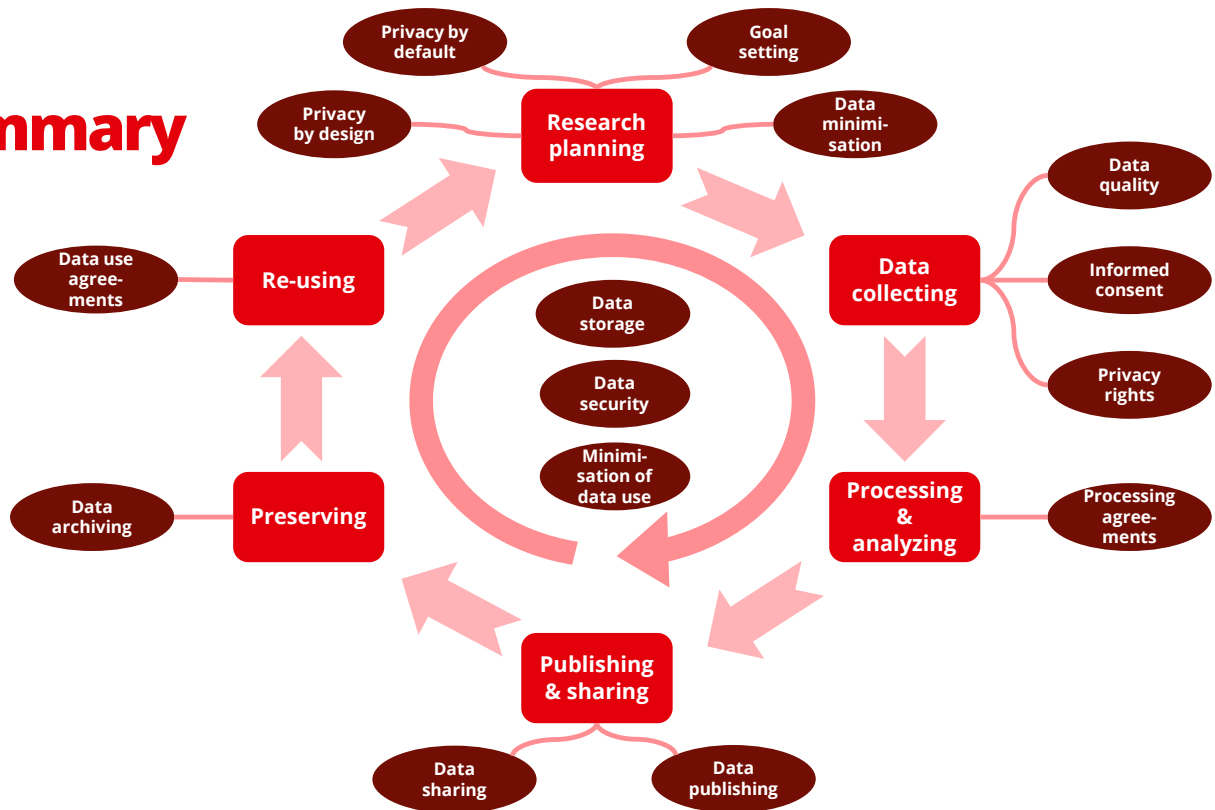 mmary
Privacy by
default
Goal
setting
Privacy
by design
Research
planning
Data
minimi-
sation
Data
quality
Data use
agree-
ments
Re-using
Data
storage
Data
collecting
Informed
consent
Data
security
Privacy
rights
Minimi-
sation of
data use
Data
archiving
Preserving
Processing
&
analyzing
Processing
agree-
ments
Publishing
& sharing
Data
sharing
Data
publishing